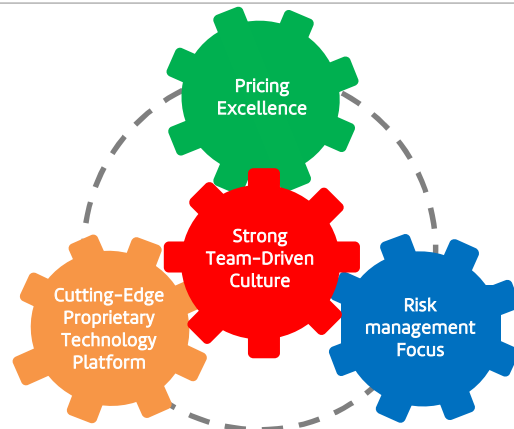 Pricing
Excellence
Strong
Team-Driven
Culture
Cutting-Edge
Proprietary
Technology
Platform
Risk
management
Focus